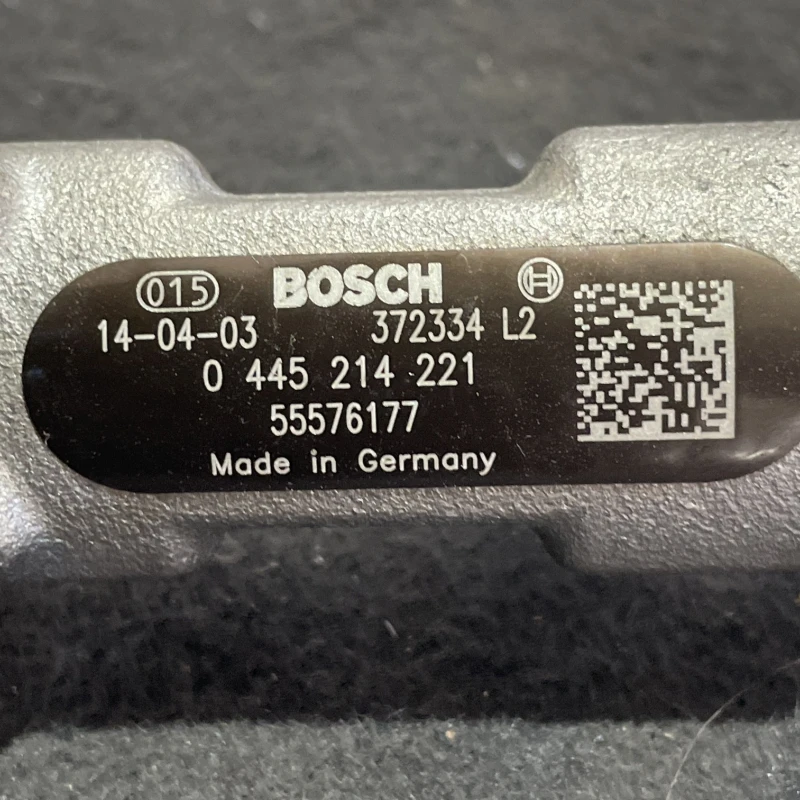 015 BOSCH
14-04-03 372334 L2
0 445 214 221
55576177
Made in Germany